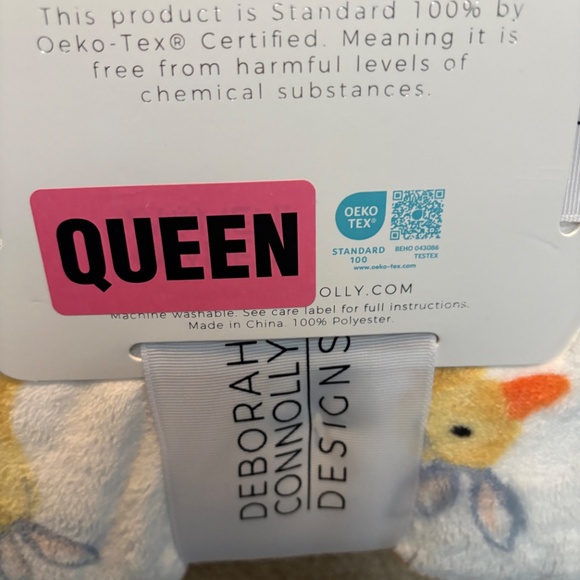 This product is Standard 100% by
Oeko-Tex® Certified. Meaning it is
free from harmful levels of
chemical substances.
QUEEN
OEKO
TEX®
STANDARD
100
BEHO 043086
TESTEX
www.oeko-tex.com
OLLY.COM
Machine washable. See care label for full instructions.
Made in China. 100% Polyester.
DEBORAH
CONNOLLY
DESIGNS